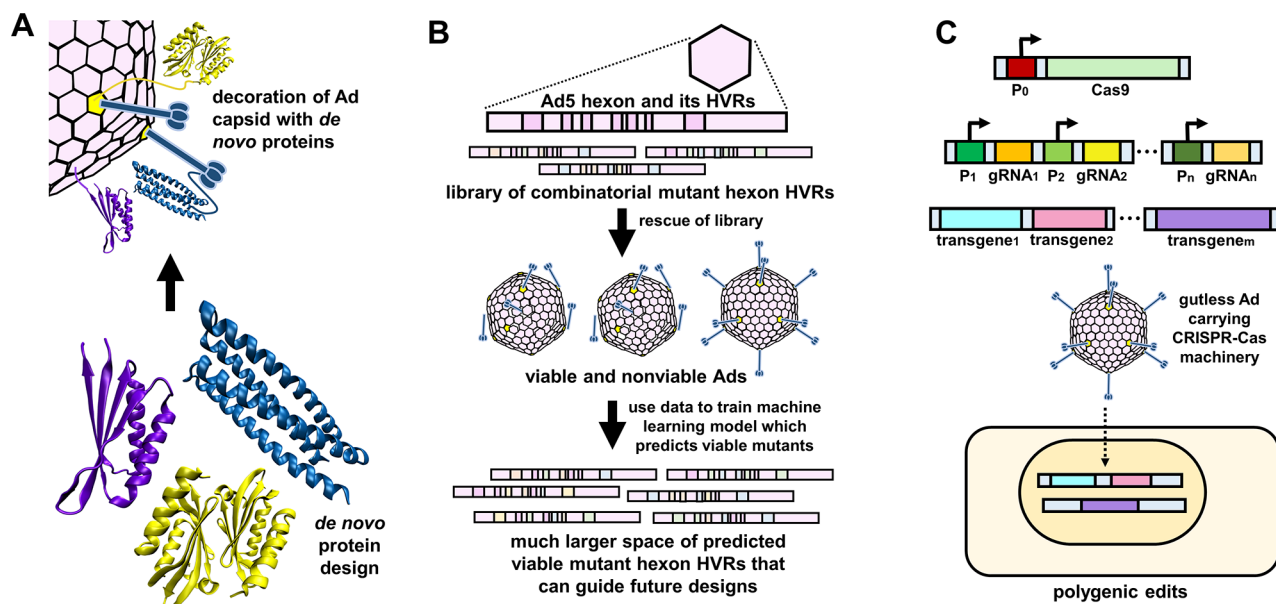 A
decoration of Ad
capsid with de
novo proteins
de novo
protein
design
B
Ad5 hexon and its HVRs
library of combinatorial mutant hexon HVRs
rescue of library
viable and nonviable Ads
use data to train machine
learning model which
predicts viable mutants
much larger space of predicted
viable mutant hexon HVRs that
can guide future designs
C
P0 Cas9
P1 gRNA1 P2 gRNA2 Pn gRNAn
transgene1 transgene2 transgenem
gutless Ad
carrying
CRISPR-Cas
machinery
polygenic edits